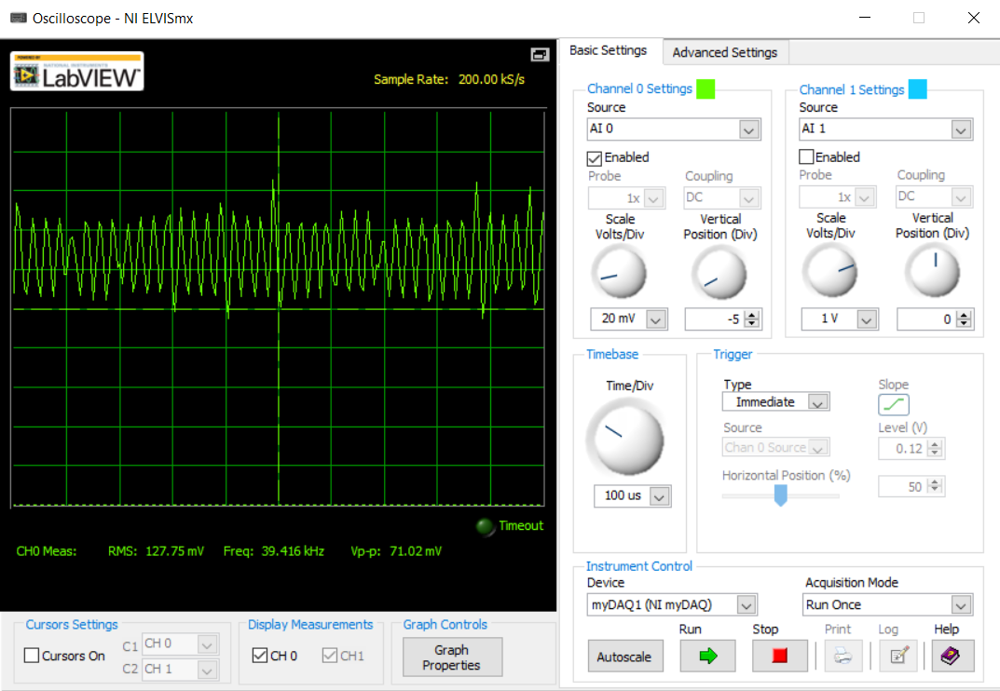 Oscilloscope - NI ELVISmx
POWERED BY
NATIONAL INSTRUMENTS
LabVIEW™
Sample Rate: 200.00 kS/s
Timeout
CH0 Meas: RMS: 127.75 mV Freq: 39.416 kHz Vp-p: 71.02 mV
Cursors Settings
Cursors On
C1 CH 0
C2 CH 1
Display Measurements
CH 0 CH1
Graph Controls
Graph
Properties
Basic Settings Advanced Settings
Channel 0 Settings
Source
AI 0
Enabled
Probe Coupling
1x DC
Scale Vertical
Volts/Div Position (Div)
20 mV -5
Channel 1 Settings
Source
AI 1
Enabled
Probe Coupling
1x DC
Scale Vertical
Volts/Div Position (Div)
1 V 0
Timebase
Time/Div
100 us
Trigger
Type Slope
Immediate
Source Level (V)
Chan 0 Source 0.12
Horizontal Position (%)
50
Instrument Control
Device Acquisition Mode
myDAQ1 (NI myDAQ) Run Once
Run Stop Print Log Help
Autoscale